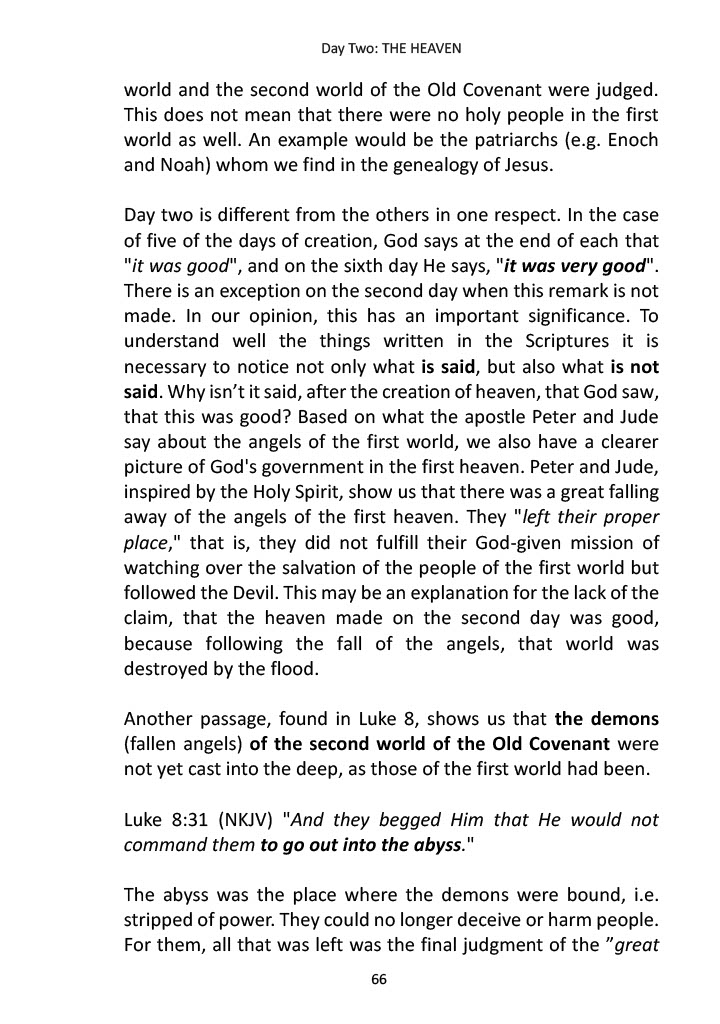 Day Two: THE HEAVEN
world and the second world of the Old Covenant were judged.
This does not mean that there were no holy people in the first
world as well. An example would be the patriarchs (e.g. Enoch
and Noah) whom we find in the genealogy of Jesus.
Day two is different from the others in one respect. In the case
of five of the days of creation, God says at the end of each that
"it was good", and on the sixth day He says, "it was very good".
There is an exception on the second day when this remark is not
made. In our opinion, this has an important significance. To
understand well the things written in the Scriptures it is
necessary to notice not only what is said, but also what is not
said. Why isn’t it said, after the creation of heaven, that God saw,
that this was good? Based on what the apostle Peter and Jude
say about the angels of the first world, we also have a clearer
picture of God's government in the first heaven. Peter and Jude,
inspired by the Holy Spirit, show us that there was a great falling
away of the angels of the first heaven. They "left their proper
place," that is, they did not fulfill their God-given mission of
watching over the salvation of the people of the first world but
followed the Devil. This may be an explanation for the lack of the
claim, that the heaven made on the second day was good,
because following the fall of the angels, that world was
destroyed by the flood.
Another passage, found in Luke 8, shows us that the demons
(fallen angels) of the second world of the Old Covenant were
not yet cast into the deep, as those of the first world had been.
Luke 8:31 (NKJV) "And they begged Him that He would not
command them to go out into the abyss."
The abyss was the place where the demons were bound, i.e.
stripped of power. They could no longer deceive or harm people.
For them, all that was left was the final judgment of the ”great
66